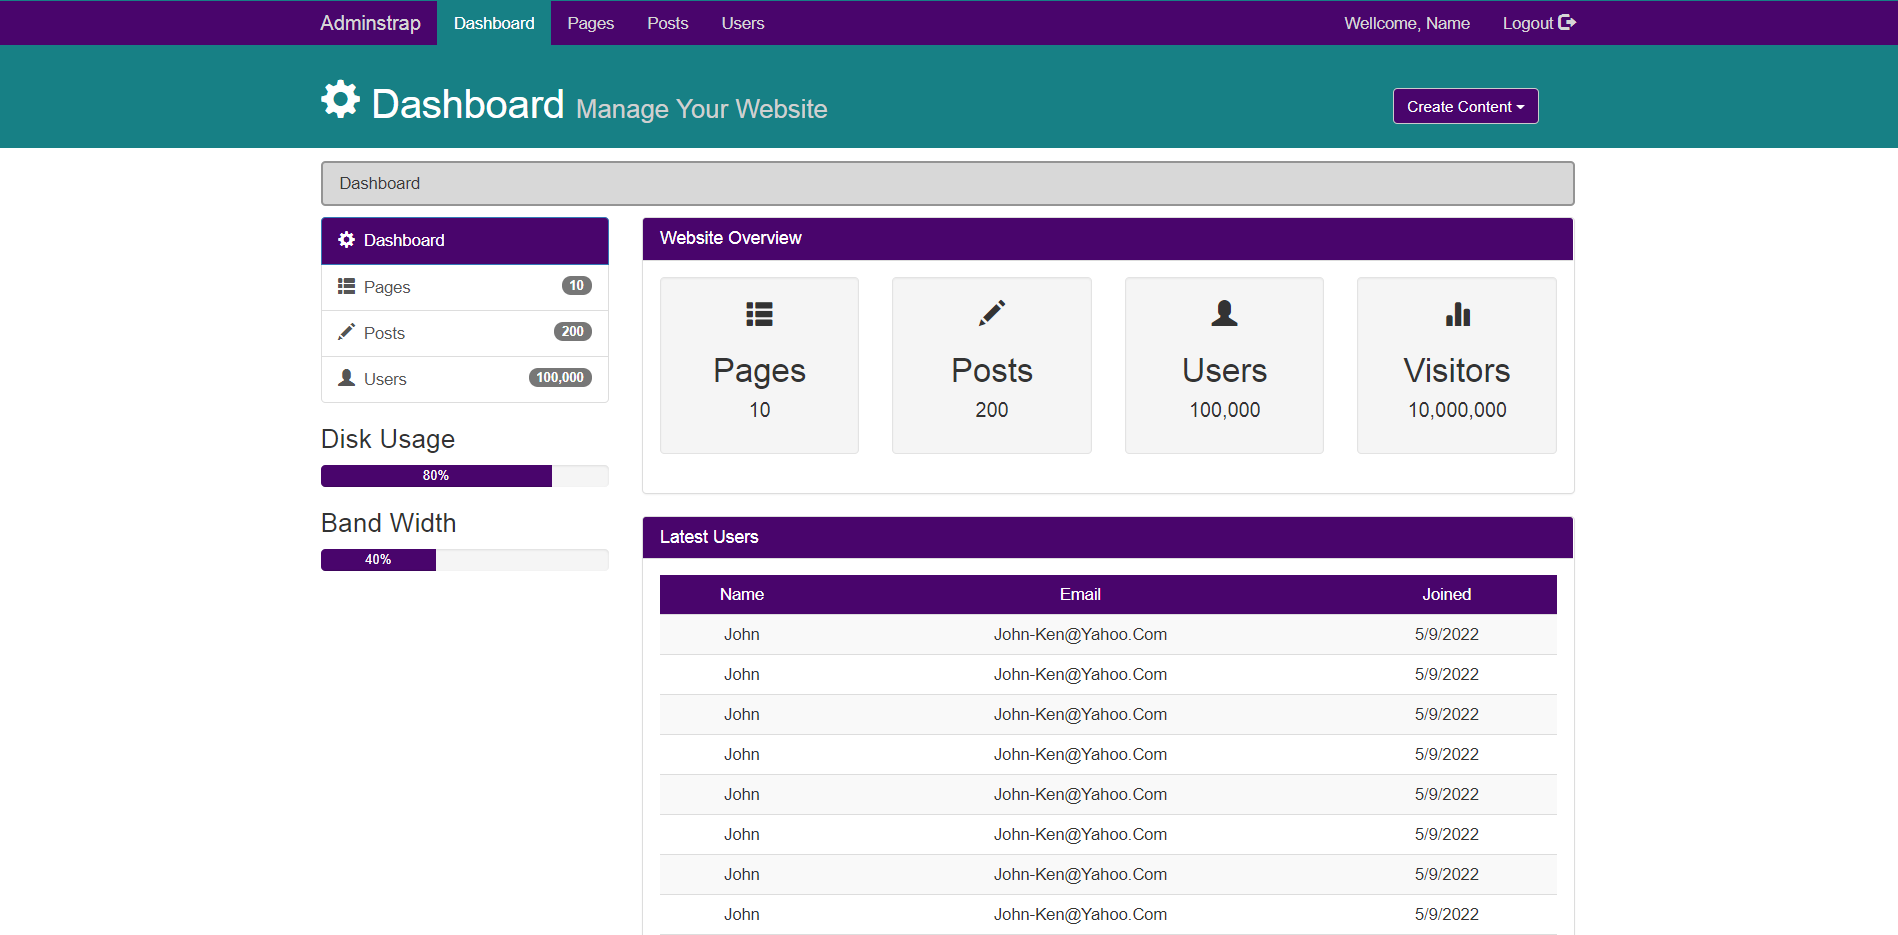 Adminstrap Dashboard Pages Posts Users Wellcome, Name Logout
Dashboard Manage Your Website
Create Content
Dashboard
Dashboard
Pages 10
Posts 200
Users 100,000
Disk Usage
80%
Band Width
40%
Website Overview
Pages
10
Posts
200
Users
100,000
Visitors
10,000,000
Latest Users
Name Email Joined
John John-Ken@Yahoo.Com 5/9/2022
John John-Ken@Yahoo.Com 5/9/2022
John John-Ken@Yahoo.Com 5/9/2022
John John-Ken@Yahoo.Com 5/9/2022
John John-Ken@Yahoo.Com 5/9/2022
John John-Ken@Yahoo.Com 5/9/2022
John John-Ken@Yahoo.Com 5/9/2022
John John-Ken@Yahoo.Com 5/9/2022